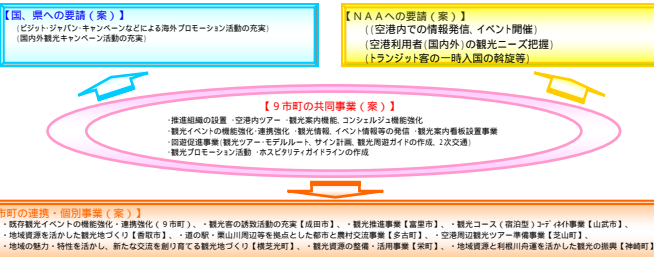 【国、県への要請（案）】
(ビジット・ジャパン・キャンペーンなどによる海外プロモーション活動の充実)
(国内外観光キャンペーン活動の充実)
【ＮＡＡへの要請（案）】
((空港内での情報発信、イベント開催)
(空港利用者(国内外)の観光ニーズ把握)
(トランジット客の一時入国の斡旋等)
【９市町の共同事業（案）】
・推進組織の設置 ・空港内ツアー ・観光案内機能、コンシェルジュ機能強化
・観光イベントの機能強化・連携強化 ・観光情報、イベント情報等の発信 ・観光案内看板設置事業
・回遊促進事業(観光ツアー・モデルルート、サイン計画、観光周遊ガイドの作成、２次交通)
・観光プロモーション活動 ・ホスピタリティガイドラインの作成
市町の連携・個別事業（案）】
・既存観光イベントの機能強化・連携強化（９市町）、・観光客の誘致活動の充実【成田市】、・観光推進事業【富里市】、・観光コース（宿泊型）ｺｰﾃﾞｨﾈｲﾄ事業【山武市】、
・地域資源を活かした観光地づくり【香取市】、・道の駅・栗山川周辺等を拠点とした都市と農村交流事業【多古町】、・空港周辺観光ツアー準備事業【芝山町】、
・地域の魅力・特性を活かし、新たな交流を創り育てる観光地づくり【横芝光町】、・観光資源の整備・活用事業【栄町】、・地域資源と利根川舟運を活かした観光の振興【神崎町】